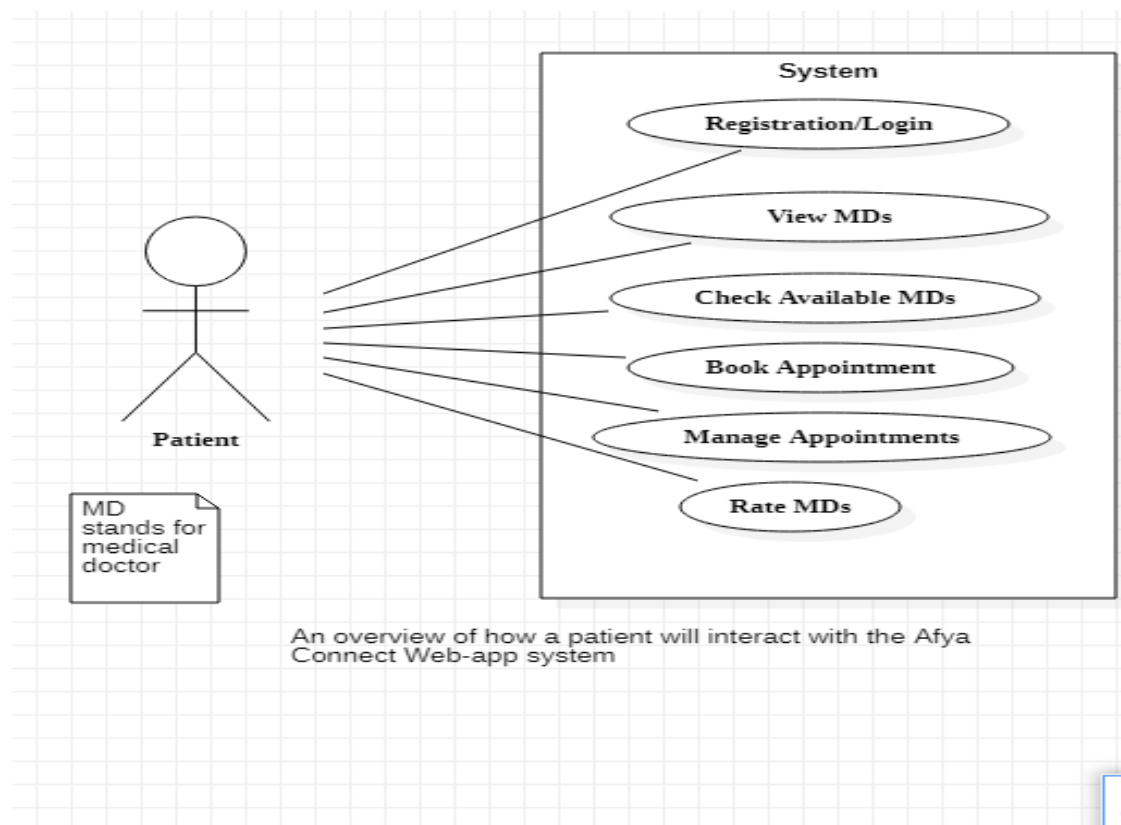 System
Registration/Login
View MDs
Check Available MDs
Book Appointment
Manage Appointments
Rate MDs
Patient
MD
stands for
medical
doctor
An overview of how a patient will interact with the Afya
Connect Web-app system